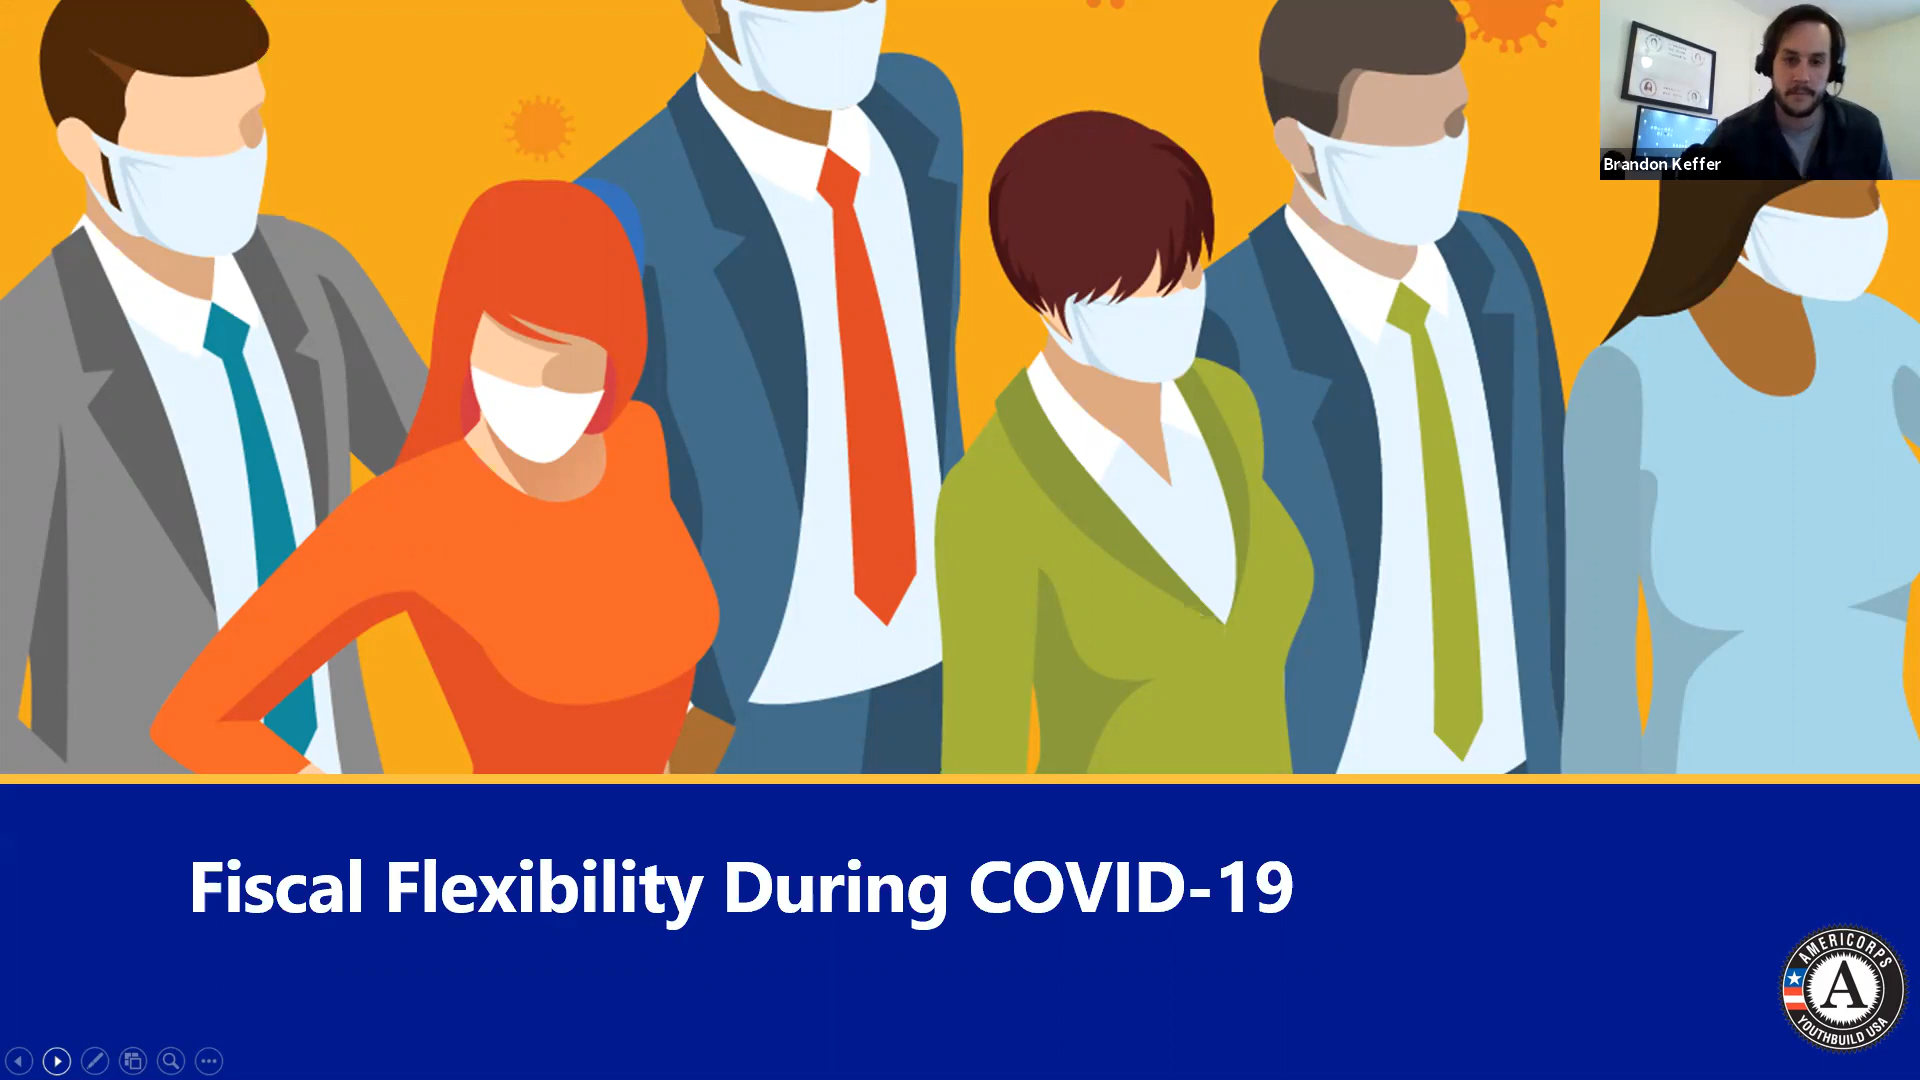 Brandon Keffer
Fiscal Flexibility During COVID-19
AMERICORPS
A
YOUTHBUILD USA